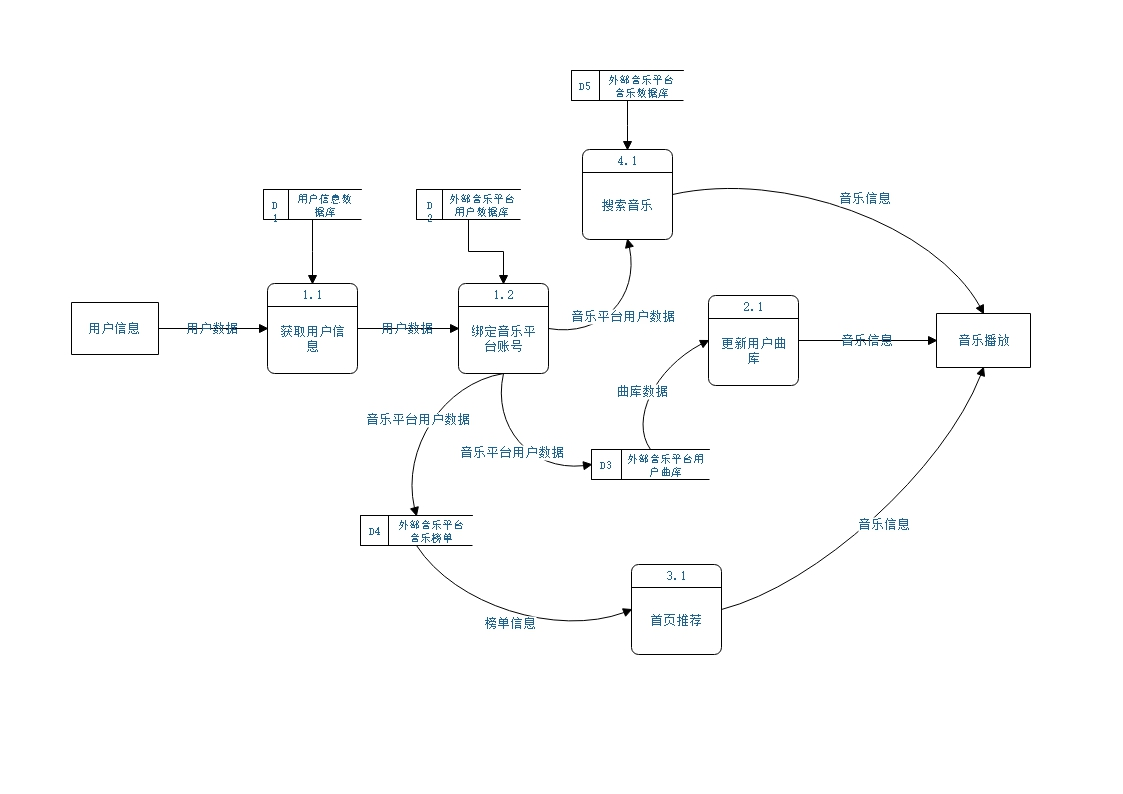 D5
外部音乐平台
音乐数据库
4.1
搜索音乐
音乐信息
D
1
用户信息数
据库
D
2
外部音乐平台
用户数据库
1.1
获取用户信
息
1.2
绑定音乐平
台账号
用户信息
用户数据
用户数据
音乐平台用户数据
2.1
更新用户曲
库
音乐信息
音乐播放
曲库数据
音乐平台用户数据
音乐平台用户数据
D3
外部音乐平台用
户曲库
D4
外部音乐平台
音乐榜单
音乐信息
3.1
首页推荐
榜单信息